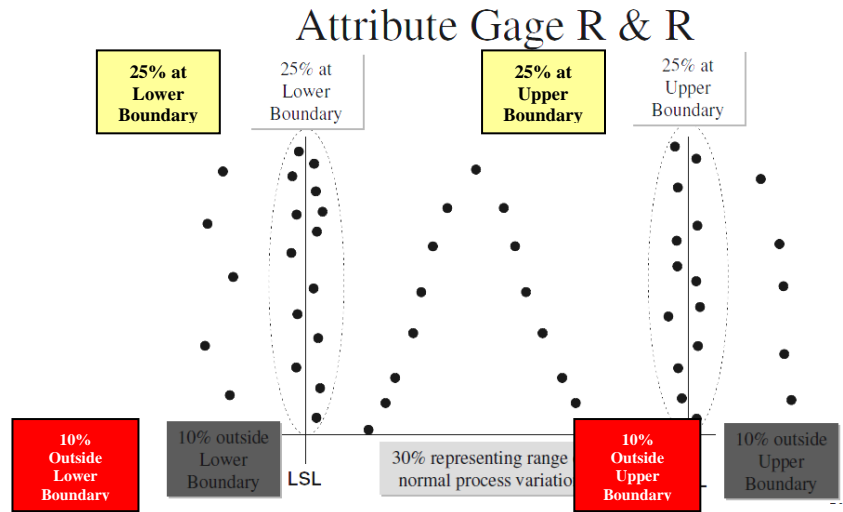 Attribute Gage R & R
25% at
Lower
Boundary
25% at
Lower
Boundary
25% at
Upper
Boundary
25% at
Upper
Boundary
10%
Outside
Lower
Boundary
10% outside
Lower
Boundary
LSL
30% representing range
normal process variatio
10%
Outside
Upper
Boundary
10% outside
Upper
Boundary